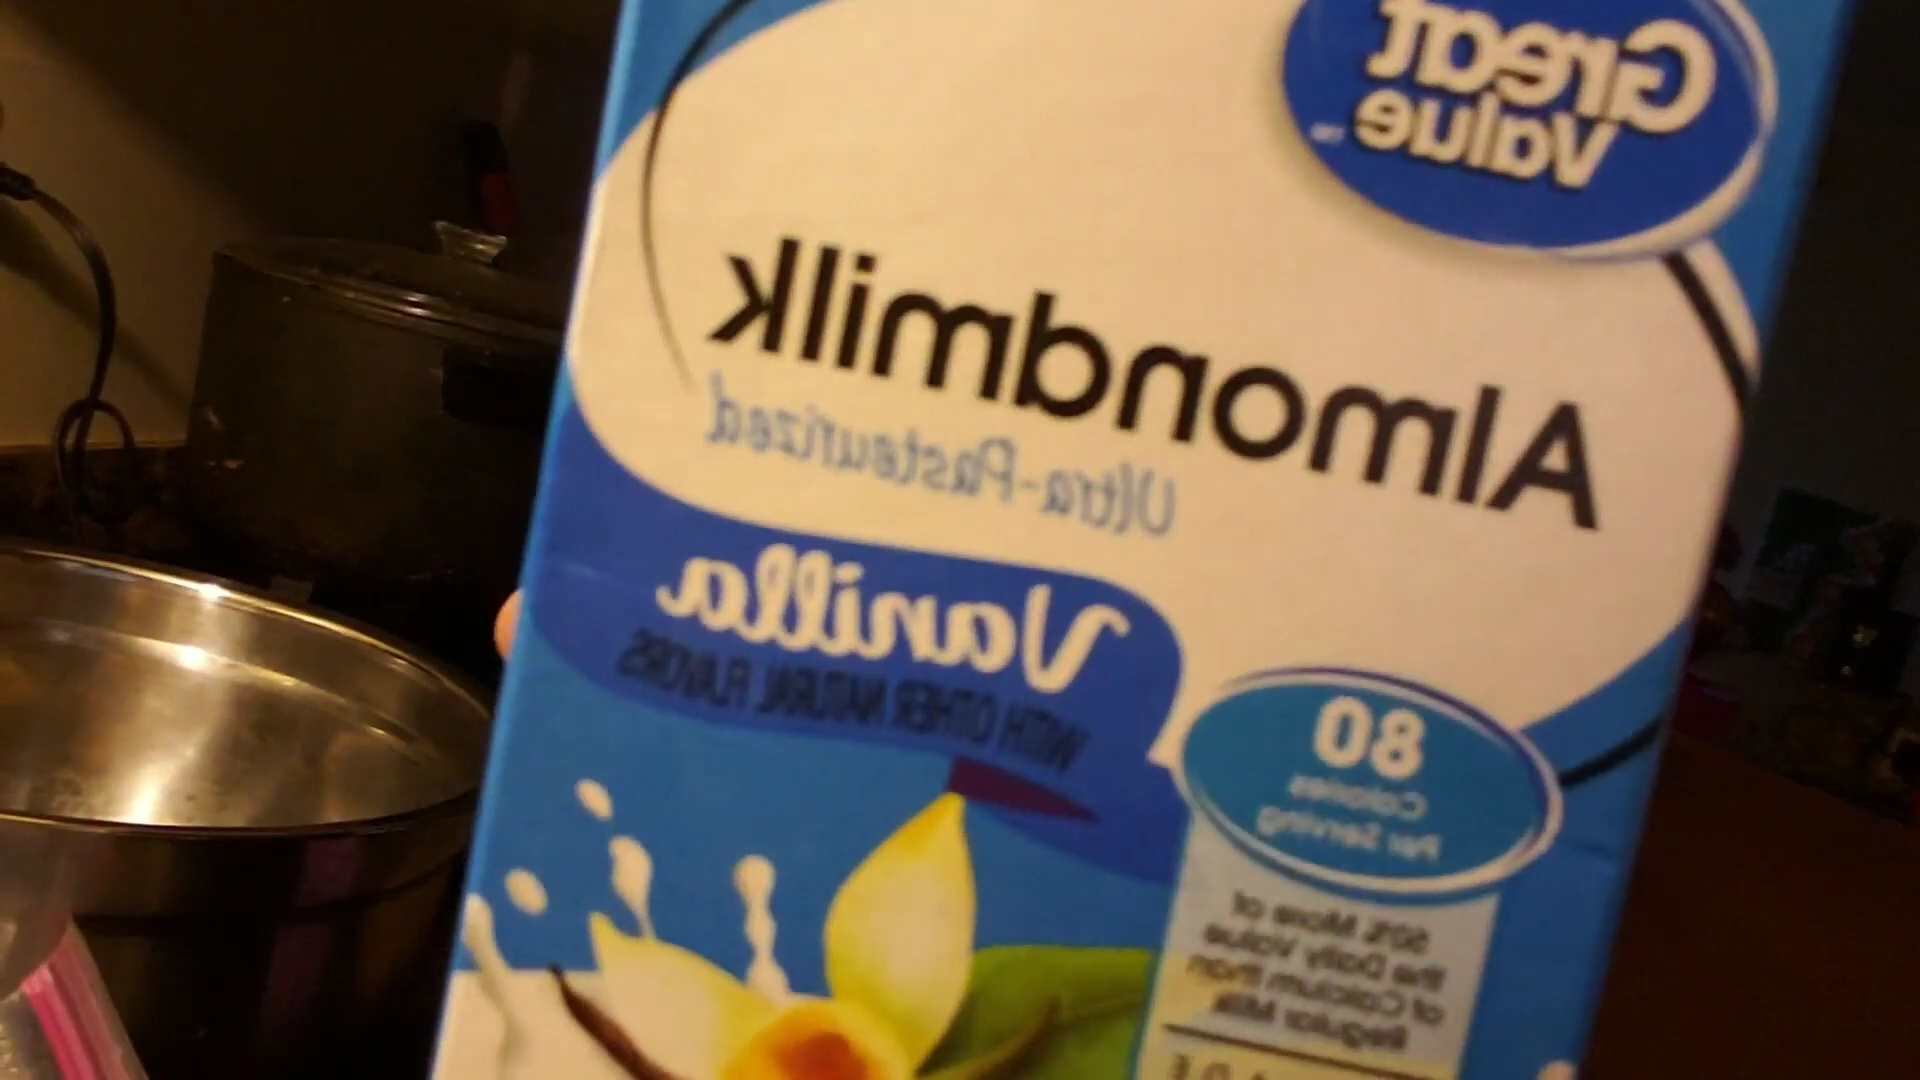 Great
Value™
Almondmilk
Ultra-Pasteurized
Vanilla
WITH OTHER NATURAL FLAVORS
80
Calories
Per Serving
50% More of
the Daily Value
of Calcium than
Regular Milk